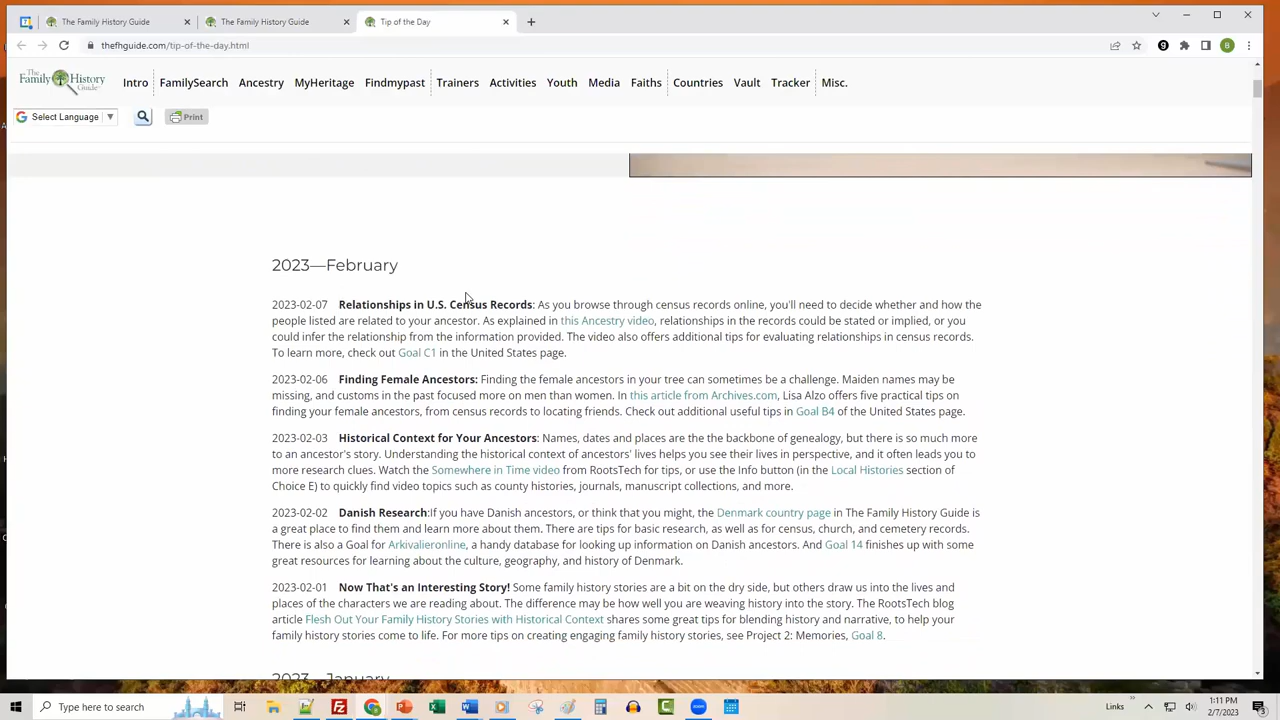 The Family History Guide
The Family History Guide
Tip of the Day
thefhguide.com/tip-of-the-day.html
The Family History Guide
Intro FamilySearch Ancestry MyHeritage Findmypast Trainers Activities Youth Media Faiths Countries Vault Tracker Misc.
G Select Language ▼ Print
2023—February
2023-02-07 Relationships in U.S. Census Records: As you browse through census records online, you'll need to decide whether and how the
people listed are related to your ancestor. As explained in this Ancestry video, relationships in the records could be stated or implied, or you
could infer the relationship from the information provided. The video also offers additional tips for evaluating relationships in census records.
To learn more, check out Goal C1 in the United States page.
2023-02-06 Finding Female Ancestors: Finding the female ancestors in your tree can sometimes be a challenge. Maiden names may be
missing, and customs in the past focused more on men than women. In this article from Archives.com, Lisa Alzo offers five practical tips on
finding your female ancestors, from census records to locating friends. Check out additional useful tips in Goal B4 of the United States page.
2023-02-03 Historical Context for Your Ancestors: Names, dates and places are the the backbone of genealogy, but there is so much more
to an ancestor's story. Understanding the historical context of ancestors' lives helps you see their lives in perspective, and it often leads you to
more research clues. Watch the Somewhere in Time video from RootsTech for tips, or use the Info button (in the Local Histories section of
Choice E) to quickly find video topics such as county histories, journals, manuscript collections, and more.
2023-02-02 Danish Research:If you have Danish ancestors, or think that you might, the Denmark country page in The Family History Guide is
a great place to find them and learn more about them. There are tips for basic research, as well as for census, church, and cemetery records.
There is also a Goal for Arkivalieronline, a handy database for looking up information on Danish ancestors. And Goal 14 finishes up with some
great resources for learning about the culture, geography, and history of Denmark.
2023-02-01 Now That's an Interesting Story! Some family history stories are a bit on the dry side, but others draw us into the lives and
places of the characters we are reading about. The difference may be how well you are weaving history into the story. The RootsTech blog
article Flesh Out Your Family History Stories with Historical Context shares some great tips for blending history and narrative, to help your
family history stories come to life. For more tips on creating engaging family history stories, see Project 2: Memories, Goal 8.
2023—January
Type here to search
Links
1:11 PM
2/7/2023